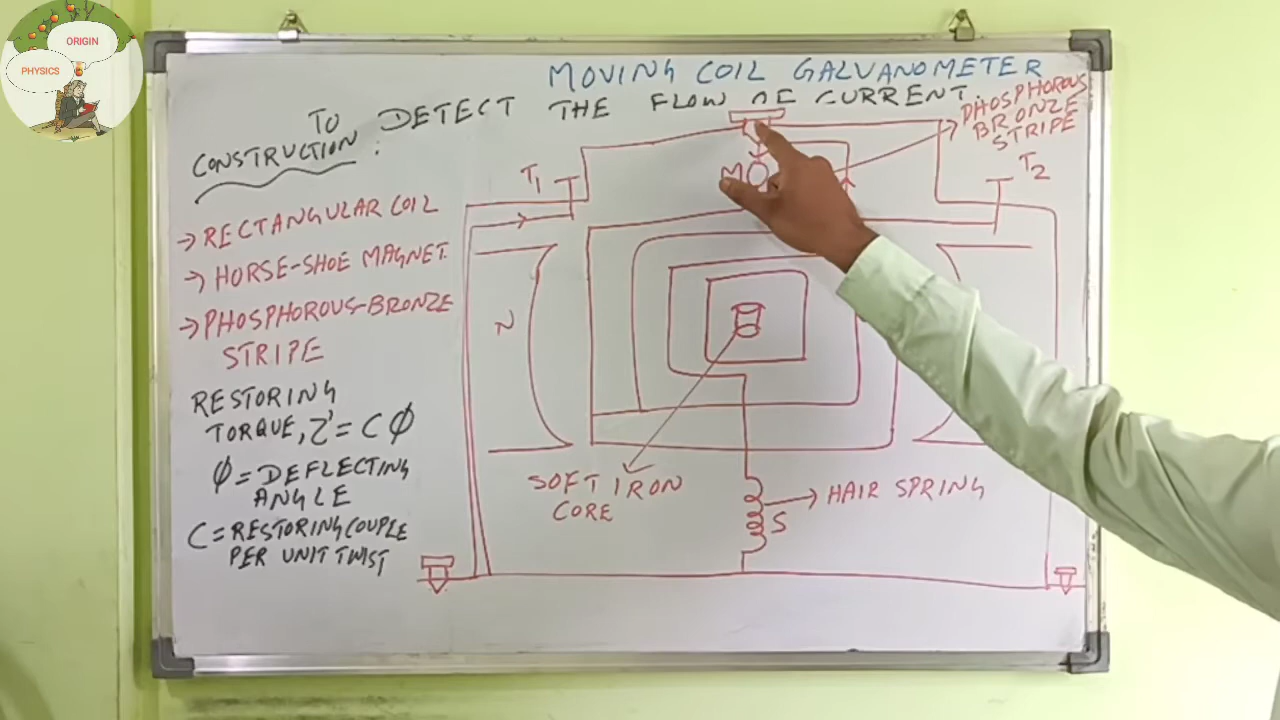 ORIGIN
PHYSICS
MOVING COIL GALVANOMETER
TO DETECT THE FLOW OF CURRENT.
CONSTRUCTION:
→ RECTANGULAR COIL
→ HORSE-SHOE MAGNET.
→ PHOSPHOROUS-BRONZE
STRIPE
RESTORING
TORQUE, τ' = Cϕ
ϕ = DEFLECTING
ANGLE
C = RESTORING COUPLE
PER UNIT TWIST
PHOSPHOROUS
BRONZE
STRIPE
T1
T2
M
N
SOFT IRON
CORE
HAIR SPRING
S